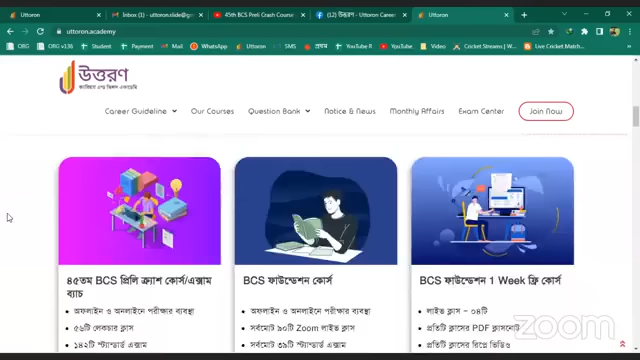 Uttoron
Inbox (1) - uttoron.slide@gm
45th BCS Preli Crash Course
(12) উত্তরণ - Uttoron Career
Uttoron
uttoron.academy
ORG
ORG v136
Student
Payment
Mail
WhatsApp
Uttoron
SMS
প্রথম
YouTube R
YouTube
Video
Cricket Streams | W...
Live Cricket Match...
উত্তরণ
Career Guideline
Our Courses
Question Bank
Notice & News
Monthly Affairs
Exam Center
Join Now
৪৫তম BCS প্রিলি ক্র্যাশ কোর্স/এক্সাম
ব্যাচ
অফলাইন ও অনলাইনে পরীক্ষার ব্যবস্থা
৫৬টি লেকচার ক্লাস
১৪২টি স্ট্যান্ডার্ড এক্সাম
BCS ফাউন্ডেশন কোর্স
অফলাইন ও অনলাইনে পরীক্ষার ব্যবস্থা
সর্বমোট ৯০টি Zoom লাইভ ক্লাস
সর্বমোট ৩৯টি স্ট্যান্ডার্ড এক্সাম
BCS ফাউন্ডেশন 1 Week ফ্রি কোর্স
লাইভ ক্লাস – ০৪টি
প্রতিটি ক্লাসের PDF ক্লাসনোট
প্রতিটি ক্লাসের রিপ্লে ভিডিও
zoom